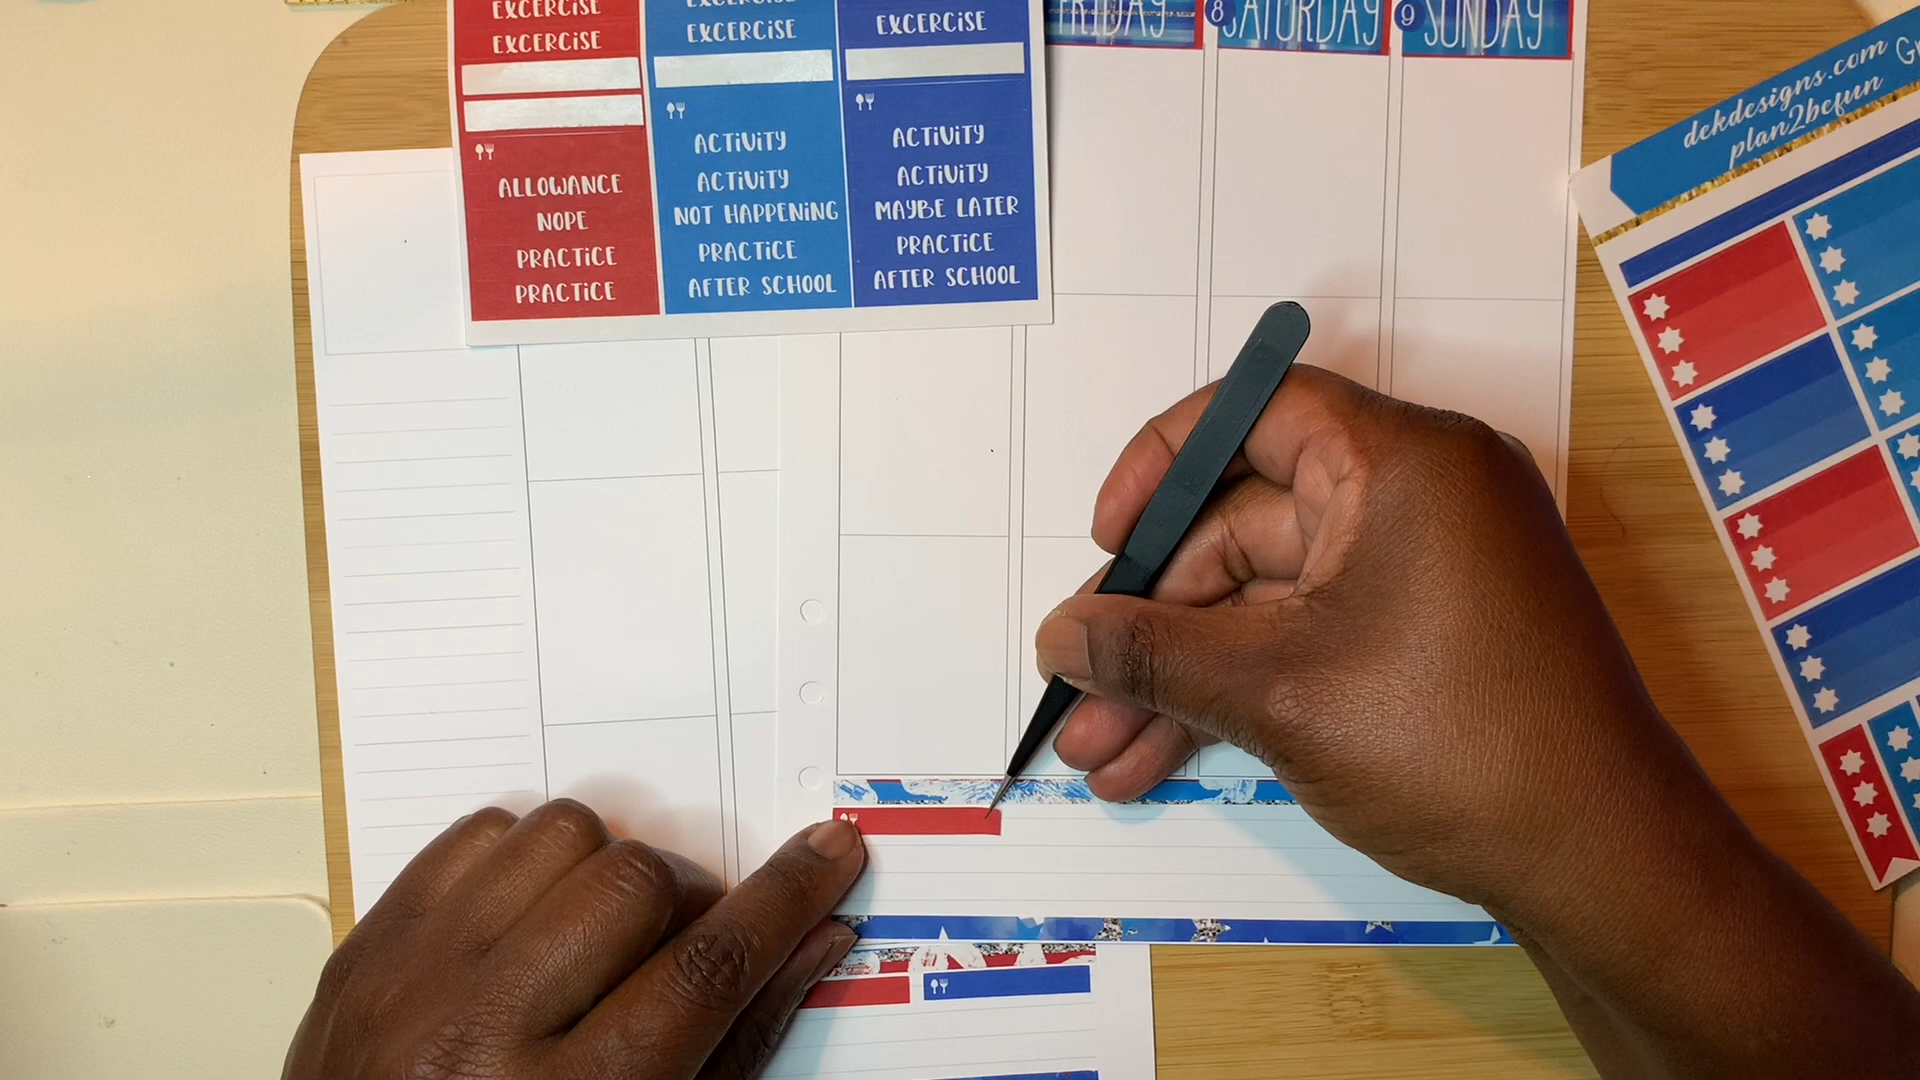 EXCERCISE
EXCERCISE
ALLOWANCE
NOPE
PRACTICE
PRACTICE
EXCERCISE
EXCERCISE
ACTIVITY
ACTIVITY
NOT HAPPENING
PRACTICE
AFTER SCHOOL
EXCERCISE
ACTIVITY
ACTIVITY
MAYBE LATER
PRACTICE
AFTER SCHOOL
FRIDAY
8 SATURDAY
9 SUNDAY
dekdesigns.com
plan2befun